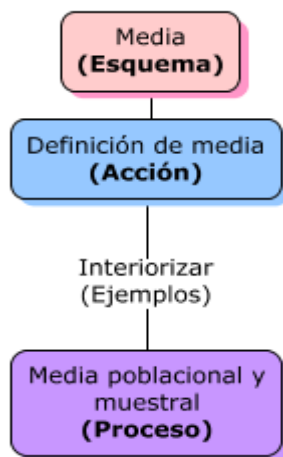 Media
(Esquema)
Definición de media
(Acción)
Interiorizar
(Ejemplos)
Media poblacional y
muestral
(Proceso)